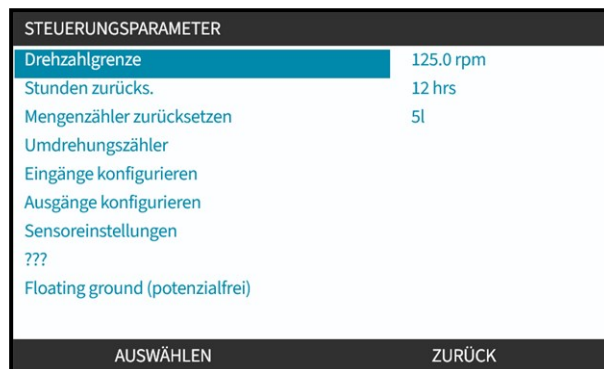 STEUERUNGSPARAMETER
Drehzahlgrenze 125.0 rpm
Stunden zurücks. 12 hrs
Mengenzähler zurücksetzen 5l
Umdrehungszähler
Eingänge konfigurieren
Ausgänge konfigurieren
Sensoreinstellungen
???
Floating ground (potenzialfrei)
AUSWÄHLEN ZURÜCK